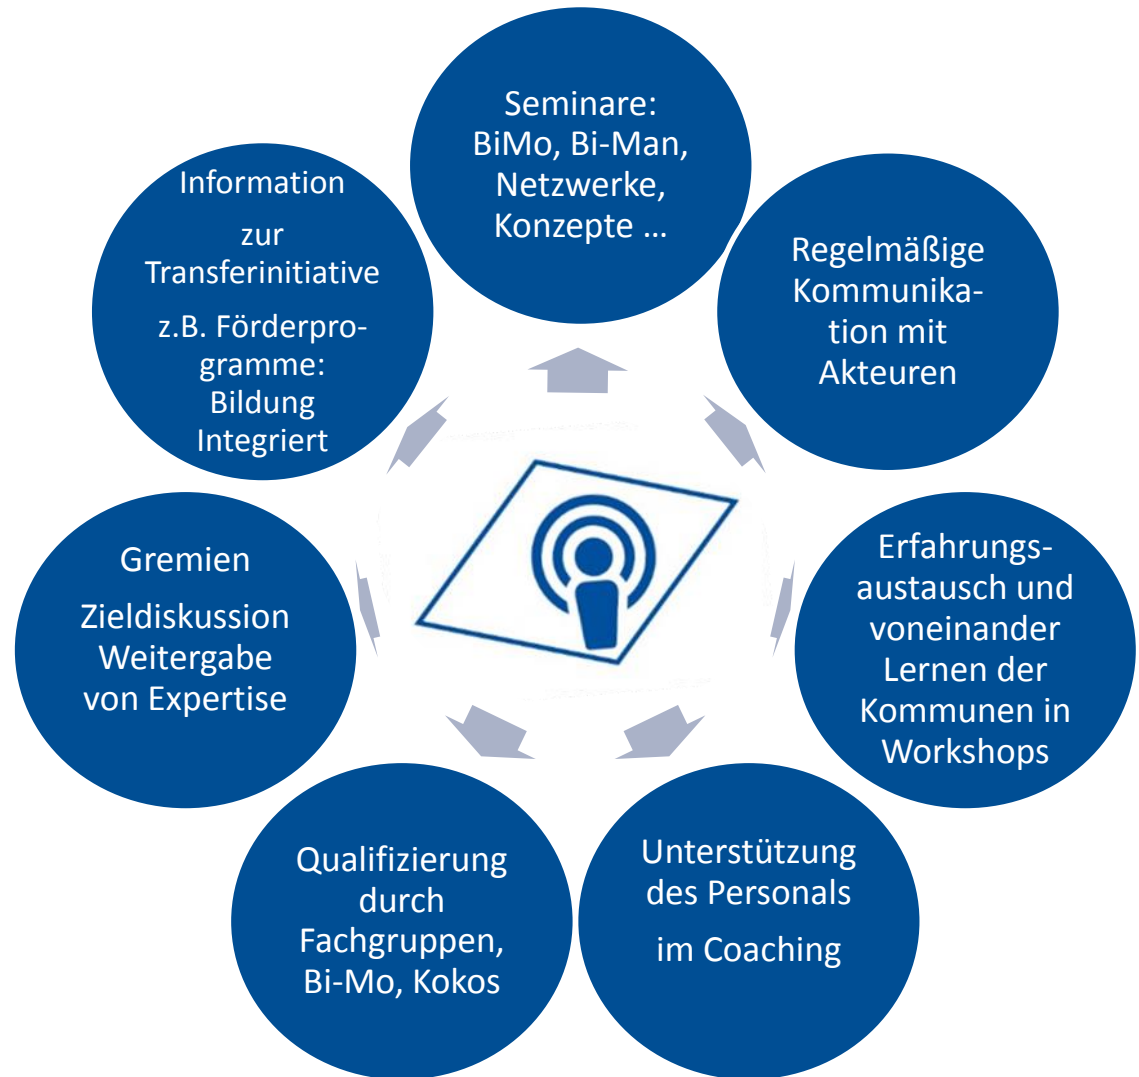 Seminare:
BiMo, Bi-Man,
Netzwerke,
Konzepte ...
Regelmäßige
Kommunika-
tion mit
Akteuren
Erfahrungs-
austausch und
voneinander
Lernen der
Kommunen in
Workshops
Unterstützung
des Personals
im Coaching
Qualifizierung
durch
Fachgruppen,
Bi-Mo, Kokos
Gremien
Zieldiskussion
Weitergabe
von Expertise
Information
zur
Transferinitiative
z.B. Förderpro-
gramme:
Bildung
Integriert